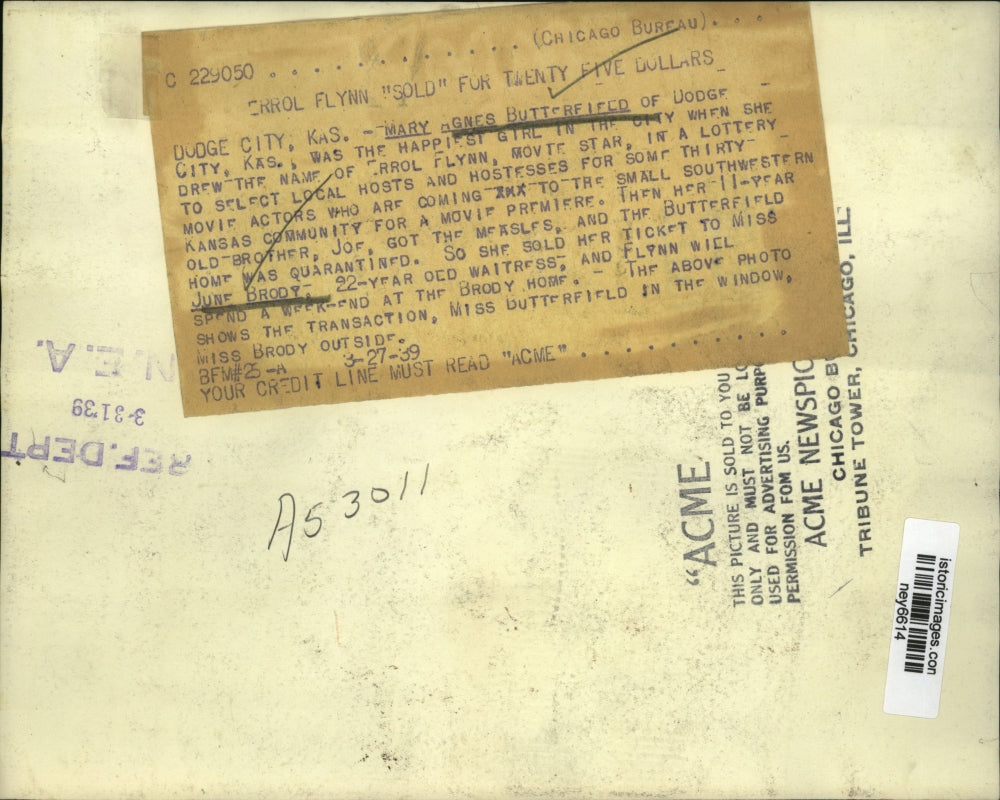 C 229050 . . . . . . . . . . . (CHICAGO BUREAU). . .
ERROL FLYNN "SOLD" FOR TWENTY FIVE DOLLARS
DODGE CITY, KAS. - MARY AGNES BUTTERFIELD OF DODGE
CITY, KAS., WAS THE HAPPIEST GIRL IN THE CITY WHEN SHE
DREW THE NAME OF ERROL FLYNN, MOVIE STAR, IN A LOTTERY
TO SELECT LOCAL HOSTS AND HOSTESSES FOR SOME THIRTY
MOVIE ACTORS WHO ARE COMING XXX TO THE SMALL SOUTHWESTERN
KANSAS COMMUNITY FOR A MOVIE PREMIERE. THEN HER 11-YEAR
OLD BROTHER, JOE, GOT THE MEASLES, AND THE BUTTERFIELD
HOME WAS QUARANTINED. SO SHE SOLD HER TICKET TO MISS
JUNE BRODY, 22-YEAR OLD WAITRESS, AND FLYNN WILL
SPEND A WEEK-END AT THE BRODY HOME. - THE ABOVE PHOTO
SHOWS THE TRANSACTION, MISS BUTTERFIELD IN THE WINDOW,
MISS BRODY OUTSIDE.
BFM#25-A 3-27-39
YOUR CREDIT LINE MUST READ "ACME" . . . . . . . . . .
N.E.A.
3-31'39
REF. DEPT
A53011
"ACME
THIS PICTURE IS SOLD TO YOU
ONLY AND MUST NOT BE LO
USED FOR ADVERTISING PURPO
PERMISSION FOM US.
ACME NEWSPIC
CHICAGO B
TRIBUNE TOWER, CHICAGO, ILL.
istoricimages.con
ney6614